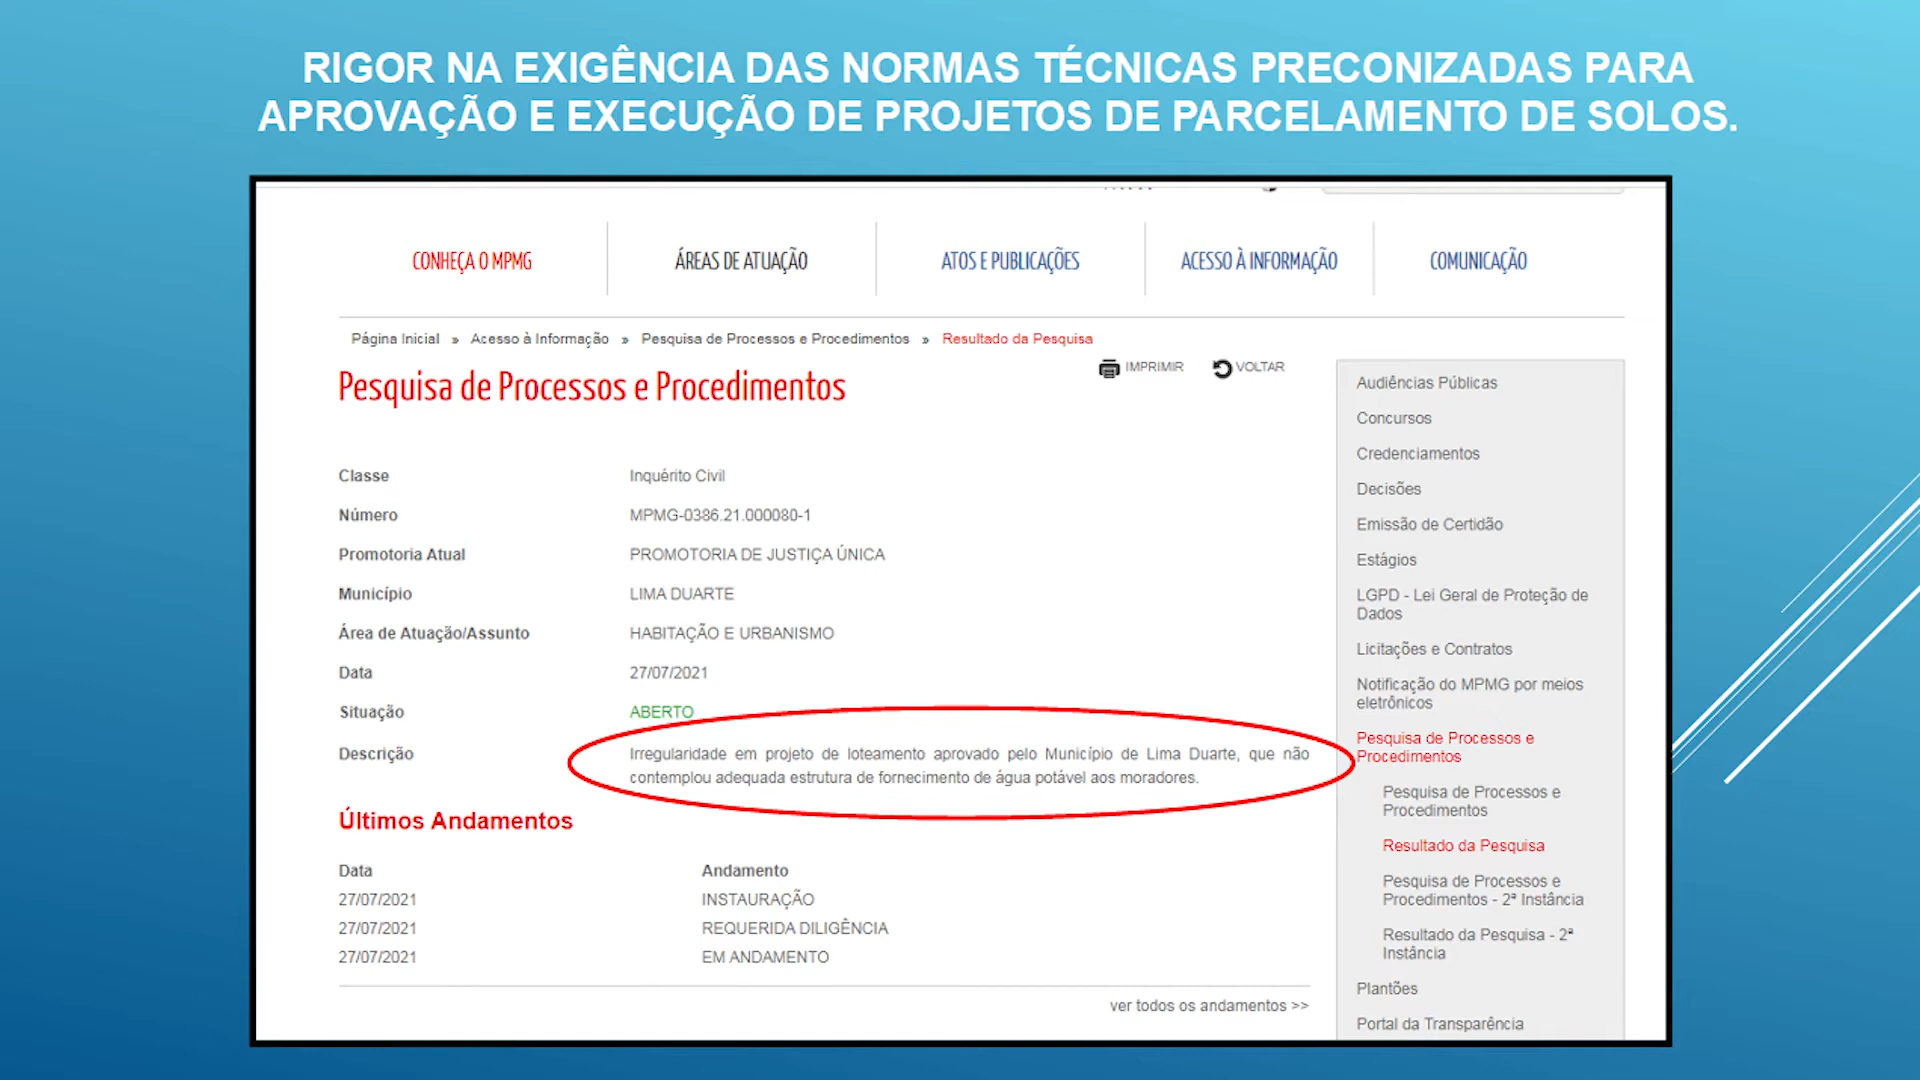 RIGOR NA EXIGÊNCIA DAS NORMAS TÉCNICAS PRECONIZADAS PARA
APROVAÇÃO E EXECUÇÃO DE PROJETOS DE PARCELAMENTO DE SOLOS.
CONHEÇA O MPMG
ÁREAS DE ATUAÇÃO
ATOS E PUBLICAÇÕES
ACESSO À INFORMAÇÃO
COMUNICAÇÃO
Página Inicial » Acesso à Informação » Pesquisa de Processos e Procedimentos » Resultado da Pesquisa
IMPRIMIR VOLTAR
Pesquisa de Processos e Procedimentos
Classe Inquérito Civil
Número MPMG-0386.21.000080-1
Promotoria Atual PROMOTORIA DE JUSTIÇA ÚNICA
Município LIMA DUARTE
Área de Atuação/Assunto HABITAÇÃO E URBANISMO
Data 27/07/2021
Situação ABERTO
Descrição Irregularidade em projeto de loteamento aprovado pelo Município de Lima Duarte, que não
contemplou adequada estrutura de fornecimento de água potável aos moradores.
Últimos Andamentos
Data Andamento
27/07/2021 INSTAURAÇÃO
27/07/2021 REQUERIDA DILIGÊNCIA
27/07/2021 EM ANDAMENTO
ver todos os andamentos >>
Audiências Públicas
Concursos
Credenciamentos
Decisões
Emissão de Certidão
Estágios
LGPD - Lei Geral de Proteção de
Dados
Licitações e Contratos
Notificação do MPMG por meios
eletrônicos
Pesquisa de Processos e
Procedimentos
Pesquisa de Processos e
Procedimentos
Resultado da Pesquisa
Pesquisa de Processos e
Procedimentos - 2ª Instância
Resultado da Pesquisa - 2ª
Instância
Plantões
Portal da Transparência